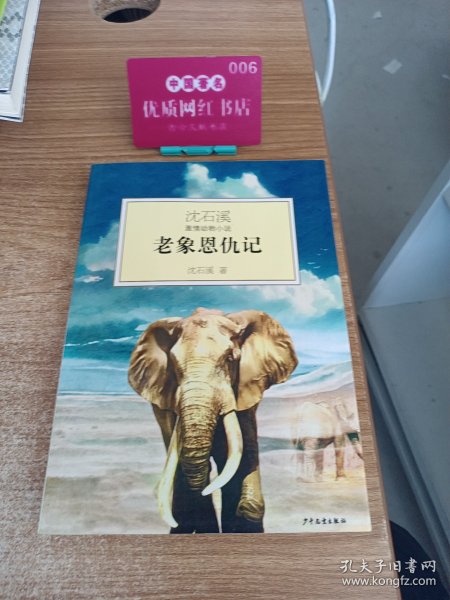 006
中国著名
优质网红书店
沈石溪
激情动物小说
老象恩仇记
沈石溪 著
少年儿童出版社
孔夫子旧书网
www.kongfz.com